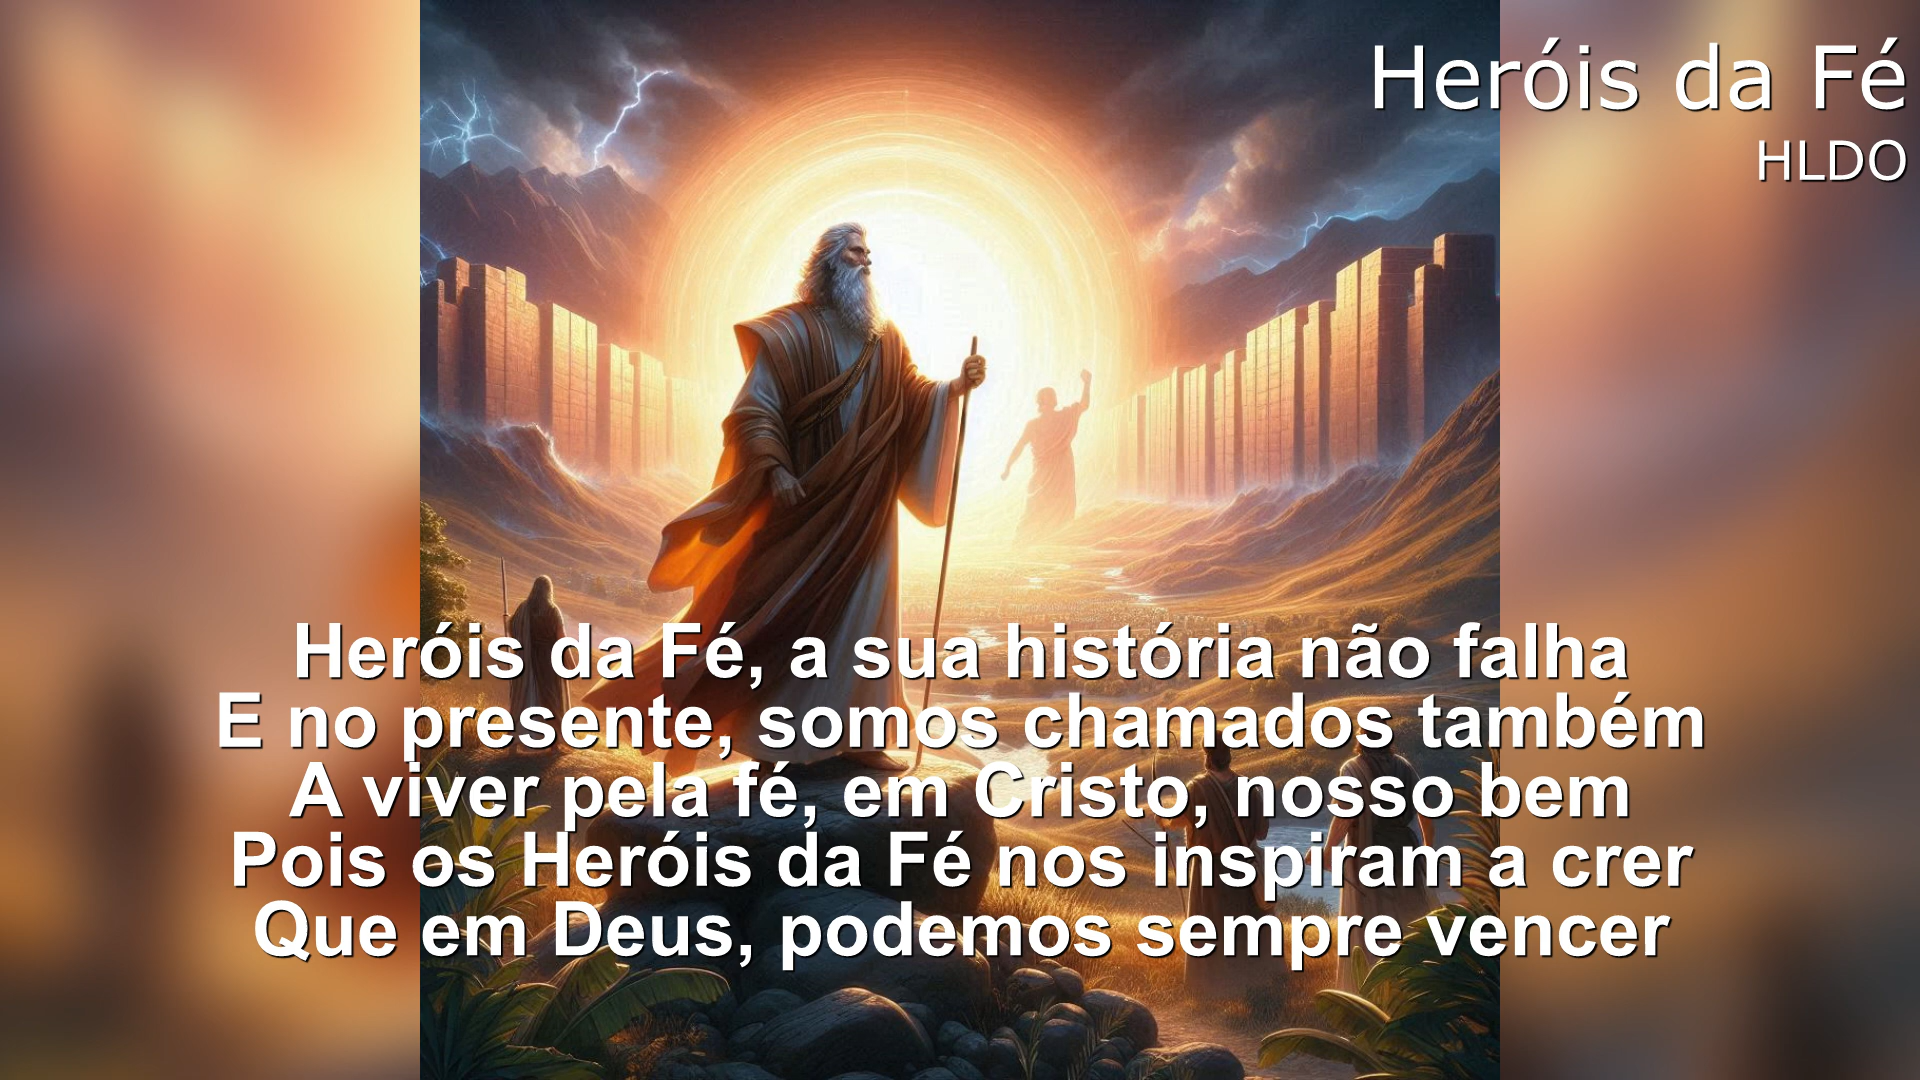 Heróis da Fé
HLDO
Heróis da Fé, a sua história não falha
E no presente, somos chamados também
A viver pela fé, em Cristo, nosso bem
Pois os Heróis da Fé nos inspiram a crer
Que em Deus, podemos sempre vencer